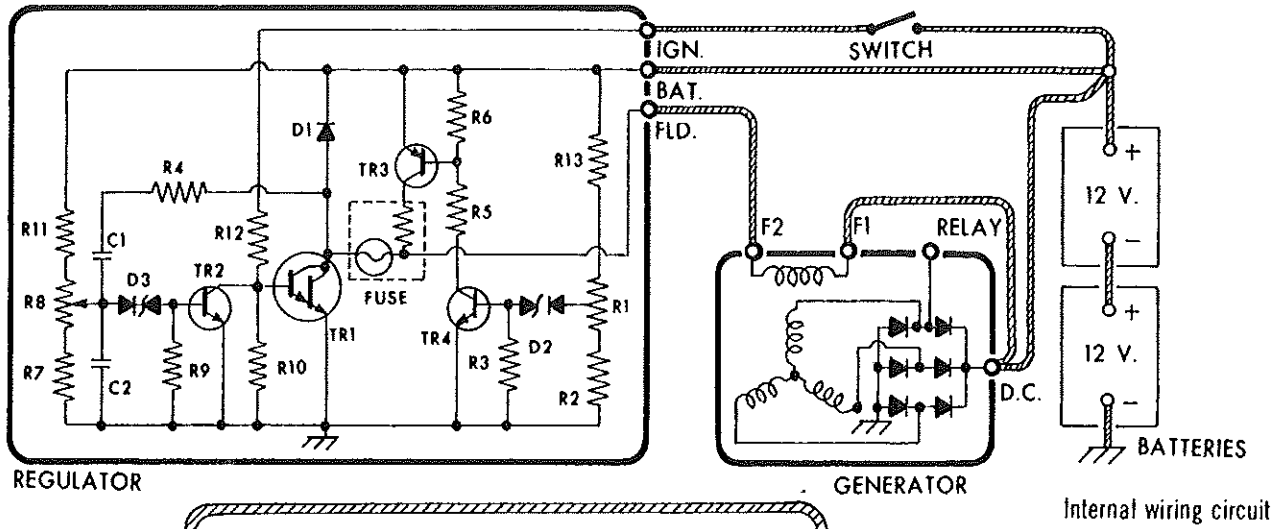 IGN.
SWITCH
BAT.
FLD.
R6
D1
R13
TR3
R4
R5
R11
C1
R12
F2
F1
RELAY
12 V.
+
-
D3
TR2
R8
FUSE
R1
TR1
TR4
D2
R3
R7
C2
R9
R10
R2
D.C.
+
12 V.
-
BATTERIES
REGULATOR
GENERATOR
Internal wiring circuit